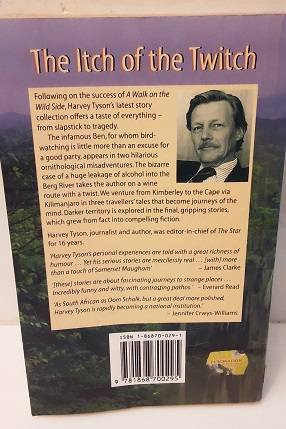 The Itch of the Twitch
Following on the success of A Walk on the
Wild Side, Harvey Tyson's latest story
collection offers a taste of everything –
from slapstick to tragedy.
The infamous Ben, for whom bird-
watching is little more than an excuse for
a good party, appears in two hilarious
ornithological misadventures. The bizarre
case of a huge leakage of alcohol into the
Berg River takes the author on a wine
route with a twist. We venture from Kimberley to the Cape via
Kilimanjaro in three travellers' tales that become journeys of the
mind. Darker territory is explored in the final, gripping stories,
which grew from fact into compelling fiction.
Harvey Tyson, journalist and author, was editor-in-chief of The Star
for 16 years.
'Harvey Tyson's personal experiences are told with a great richness of
humour ... Yet his serious stories are mercilessly real ... [with] more
than a touch of Somerset Maugham'
– James Clarke
'[these] stories are about fascinating journeys to strange places ...
incredibly funny and witty, with contrasting pathos.'
– Everard Read
'As South African as Oom Schalk, but a great deal more polished,
Harvey Tyson is rapidly becoming a national institution.'
– Jennifer Crwys-Williams
ISBN 1-86870-029-1
9 781868 700295